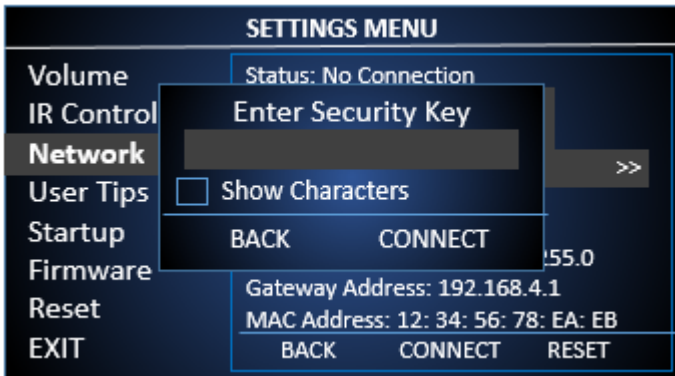 SETTINGS MENU
Volume
IR Control
Network
User Tips
Startup
Firmware
Reset
EXIT
Status: No Connection
>>
255.0
Gateway Address: 192.168.4.1
MAC Address: 12: 34: 56: 78: EA: EB
BACK CONNECT RESET
Enter Security Key
Show Characters
BACK CONNECT